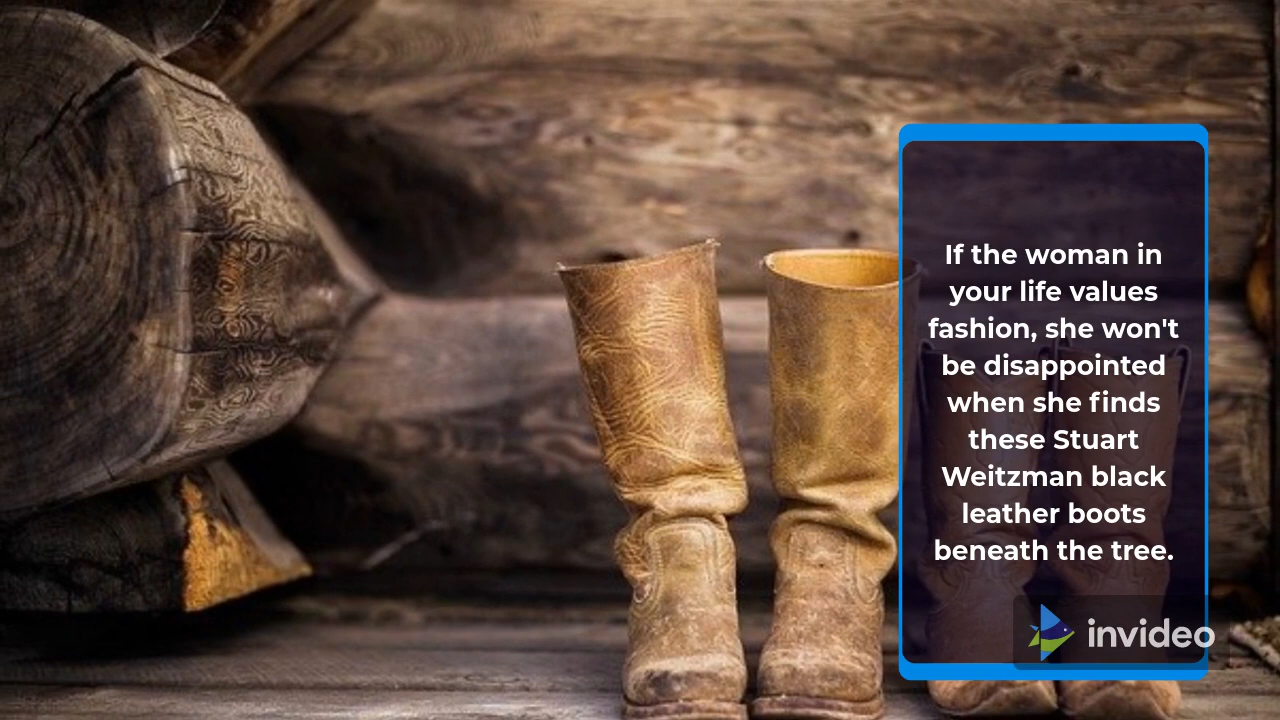 If the woman in
your life values
fashion, she won't
be disappointed
when she finds
these Stuart
Weitzman black
leather boots
beneath the tree.
invideo